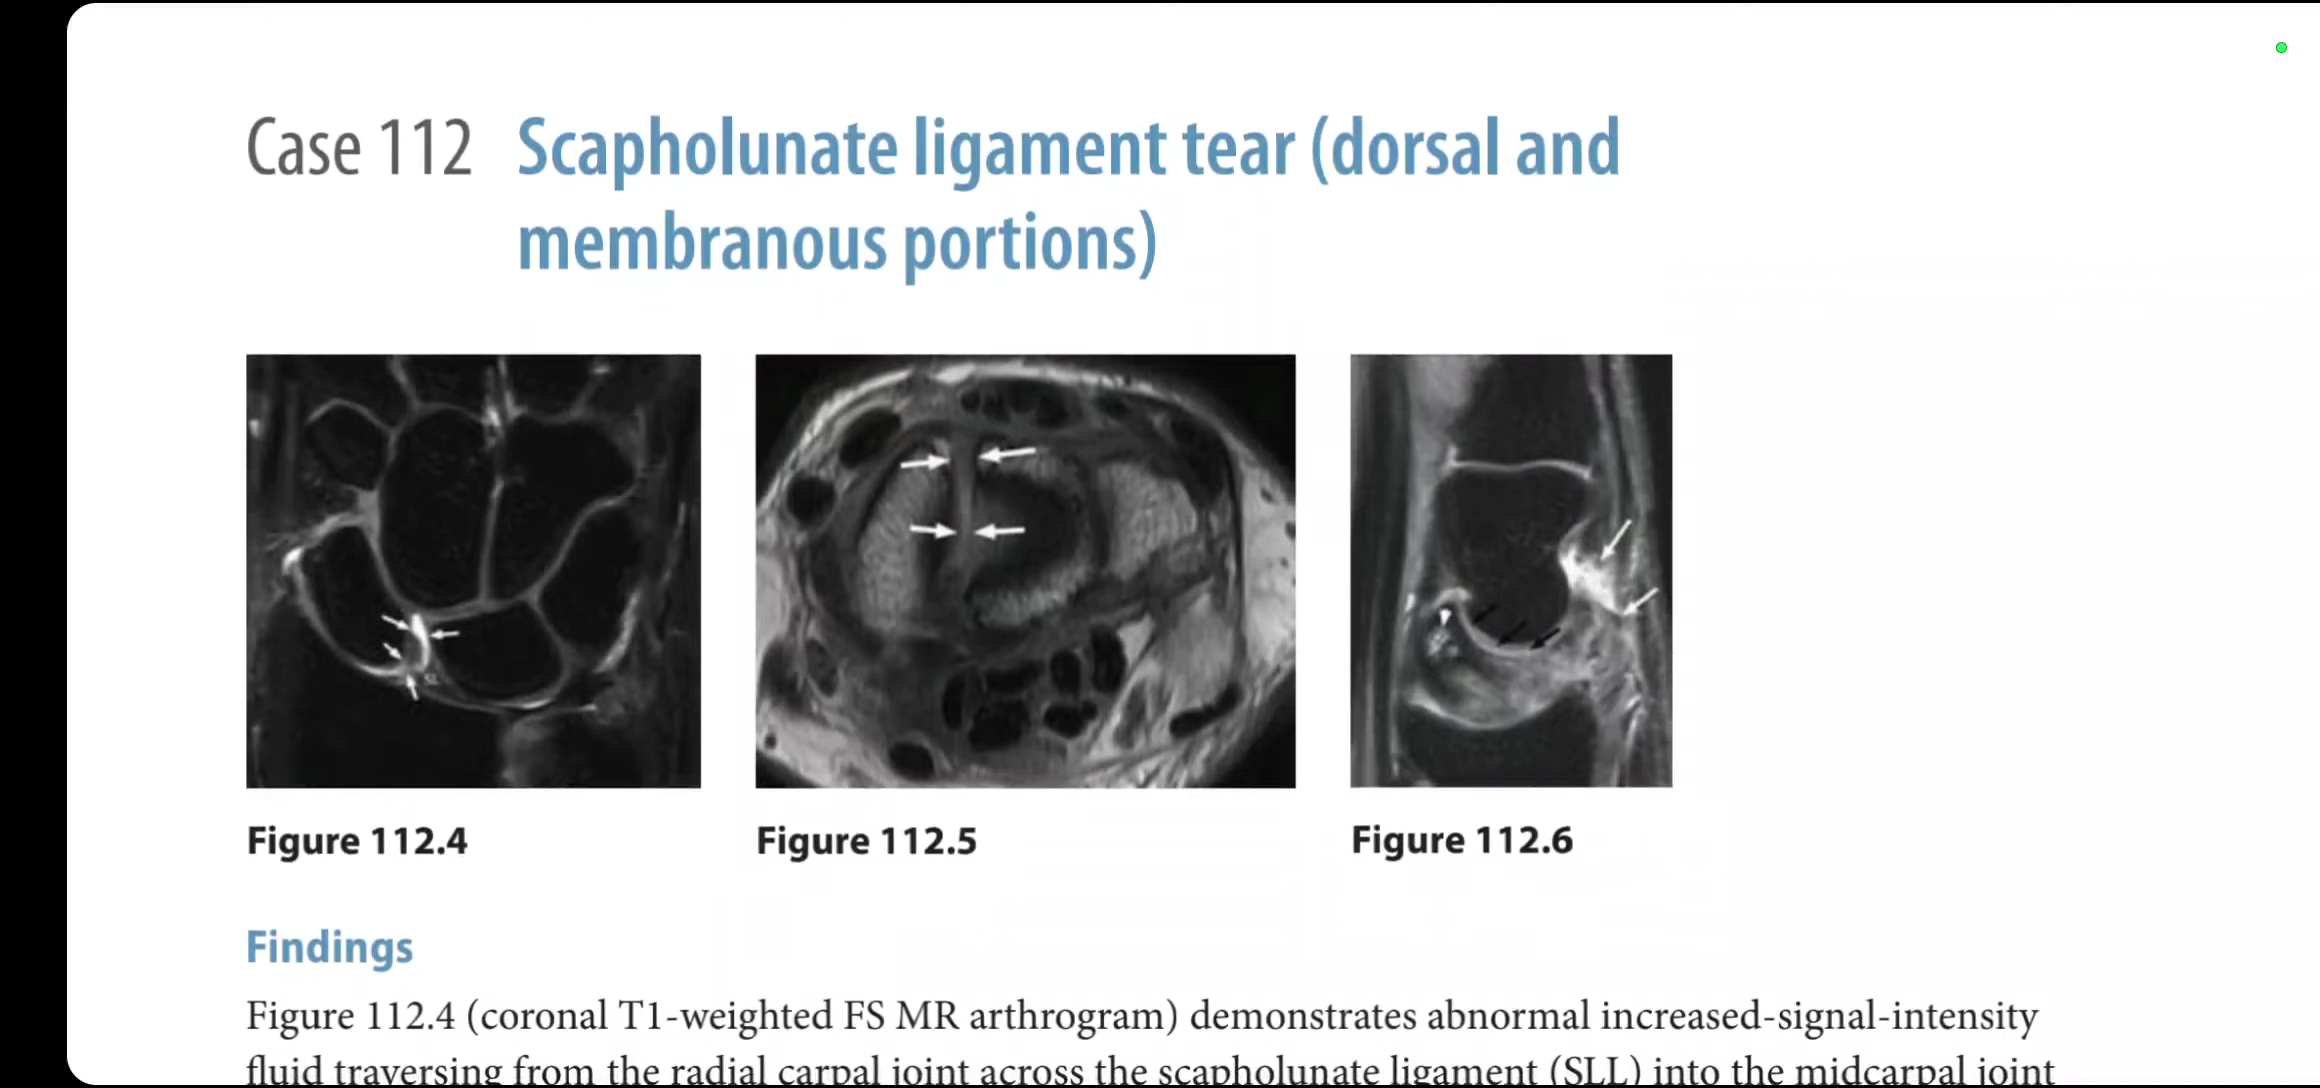 Case 112 Scapholunate ligament tear (dorsal and
membranous portions)
Figure 112.4
Figure 112.5
Figure 112.6
Findings
Figure 112.4 (coronal T1-weighted FS MR arthrogram) demonstrates abnormal increased-signal-intensity
fluid traversing from the radial carpal joint across the scapholunate ligament (SLL) into the midcarpal joint